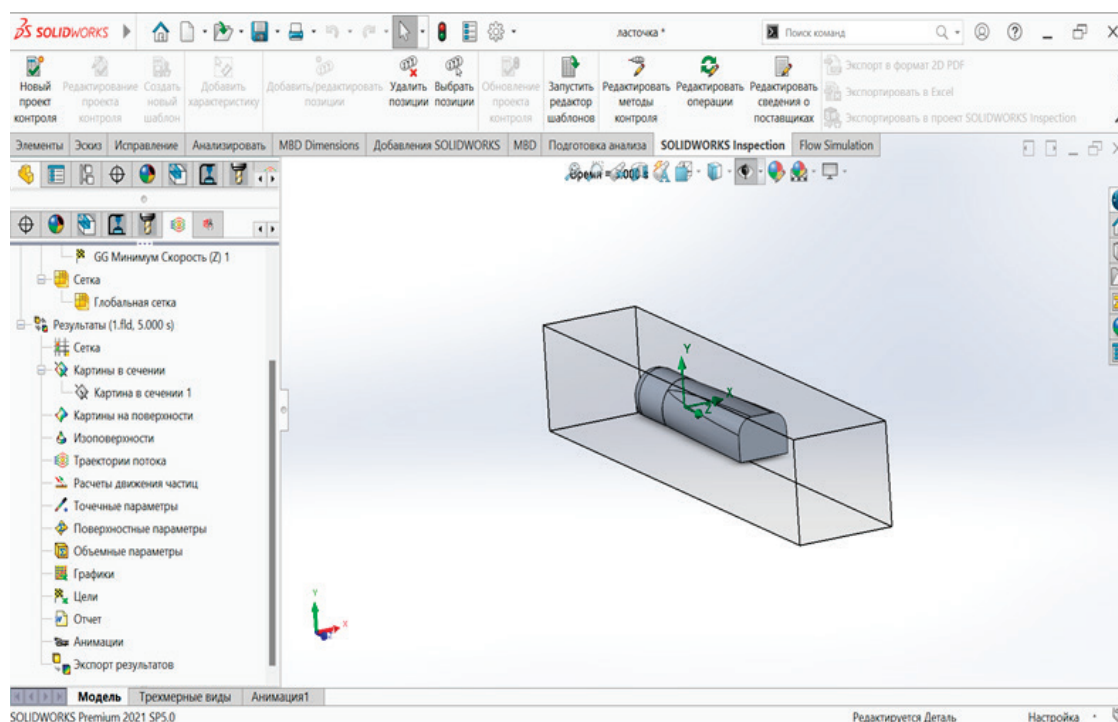 SOLIDWORKS
ласточка *
Поиск команд
Новый проект контроля
Редактирование проекта контроля
Создать новый шаблон
Добавить характеристику
Добавить/редактировать позиции
Удалить позиции
Выбрать позиции
Обновление проекта контроля
Запустить редактор шаблонов
Редактировать методы контроля
Редактировать операции
Редактировать сведения о поставщиках
Экспорт в формат 2D PDF
Экспортировать в Excel
Экспортировать в проект SOLIDWORKS Inspection
Элементы
Эскиз
Исправление
Анализировать
MBD Dimensions
Добавления SOLIDWORKS
MBD
Подготовка анализа
SOLIDWORKS Inspection
Flow Simulation
GG Минимум Скорость (Z) 1
Сетка
Глобальная сетка
Результаты (1.fld, 5.000 s)
Сетка
Картины в сечении
Картина в сечении 1
Картины на поверхности
Изоповерхности
Траектории потока
Расчеты движения частиц
Точечные параметры
Поверхностные параметры
Объемные параметры
Графики
Цели
Отчет
Анимации
Экспорт результатов
Y
X
Z
Y
X
Модель
Трехмерные виды
Анимация1
SOLIDWORKS Premium 2021 SP5.0
Редактируется Деталь
Настройка